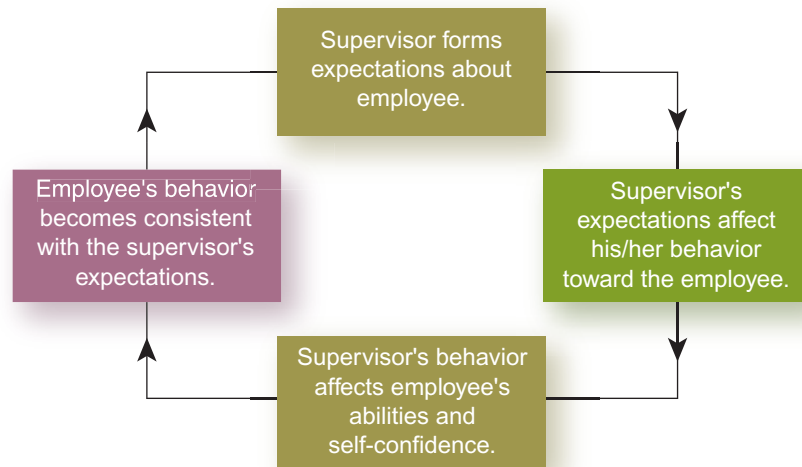 Supervisor forms
expectations about
employee.
Supervisor's
expectations affect
his/her behavior
toward the employee.
Supervisor's behavior
affects employee's
abilities and
self-confidence.
Employee's behavior
becomes consistent
with the supervisor's
expectations.